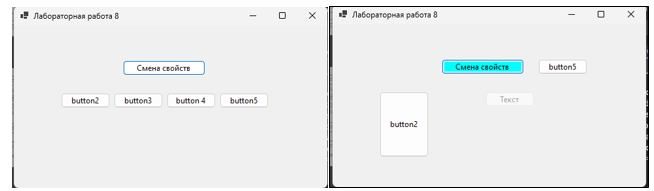 Лабораторная работа 8
Смена свойств
button2 button3 button 4 button5
Лабораторная работа 8
Смена свойств button5
Текст
button2